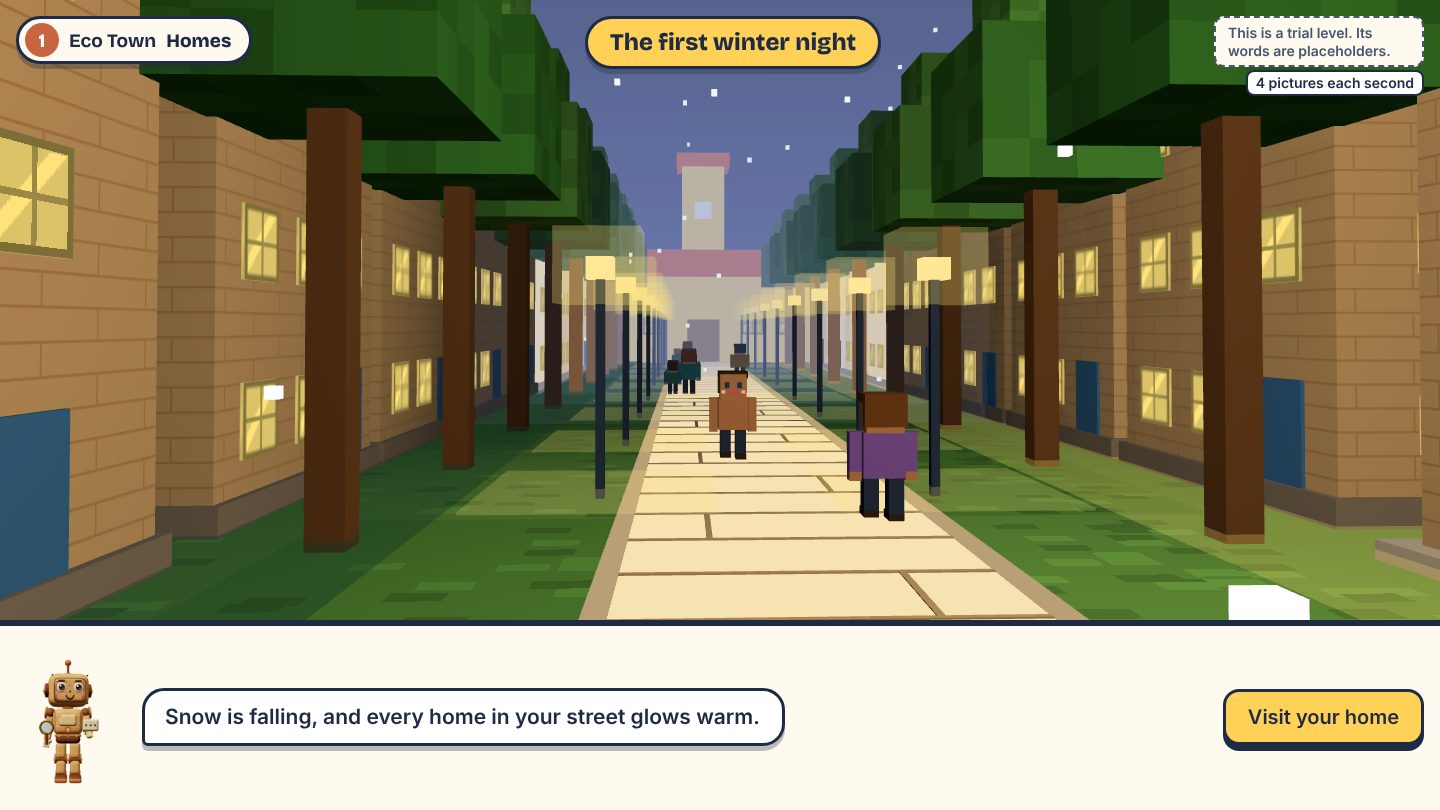 1 Eco Town Homes
The first winter night
This is a trial level. Its
words are placeholders.
4 pictures each second
Snow is falling, and every home in your street glows warm.
Visit your home